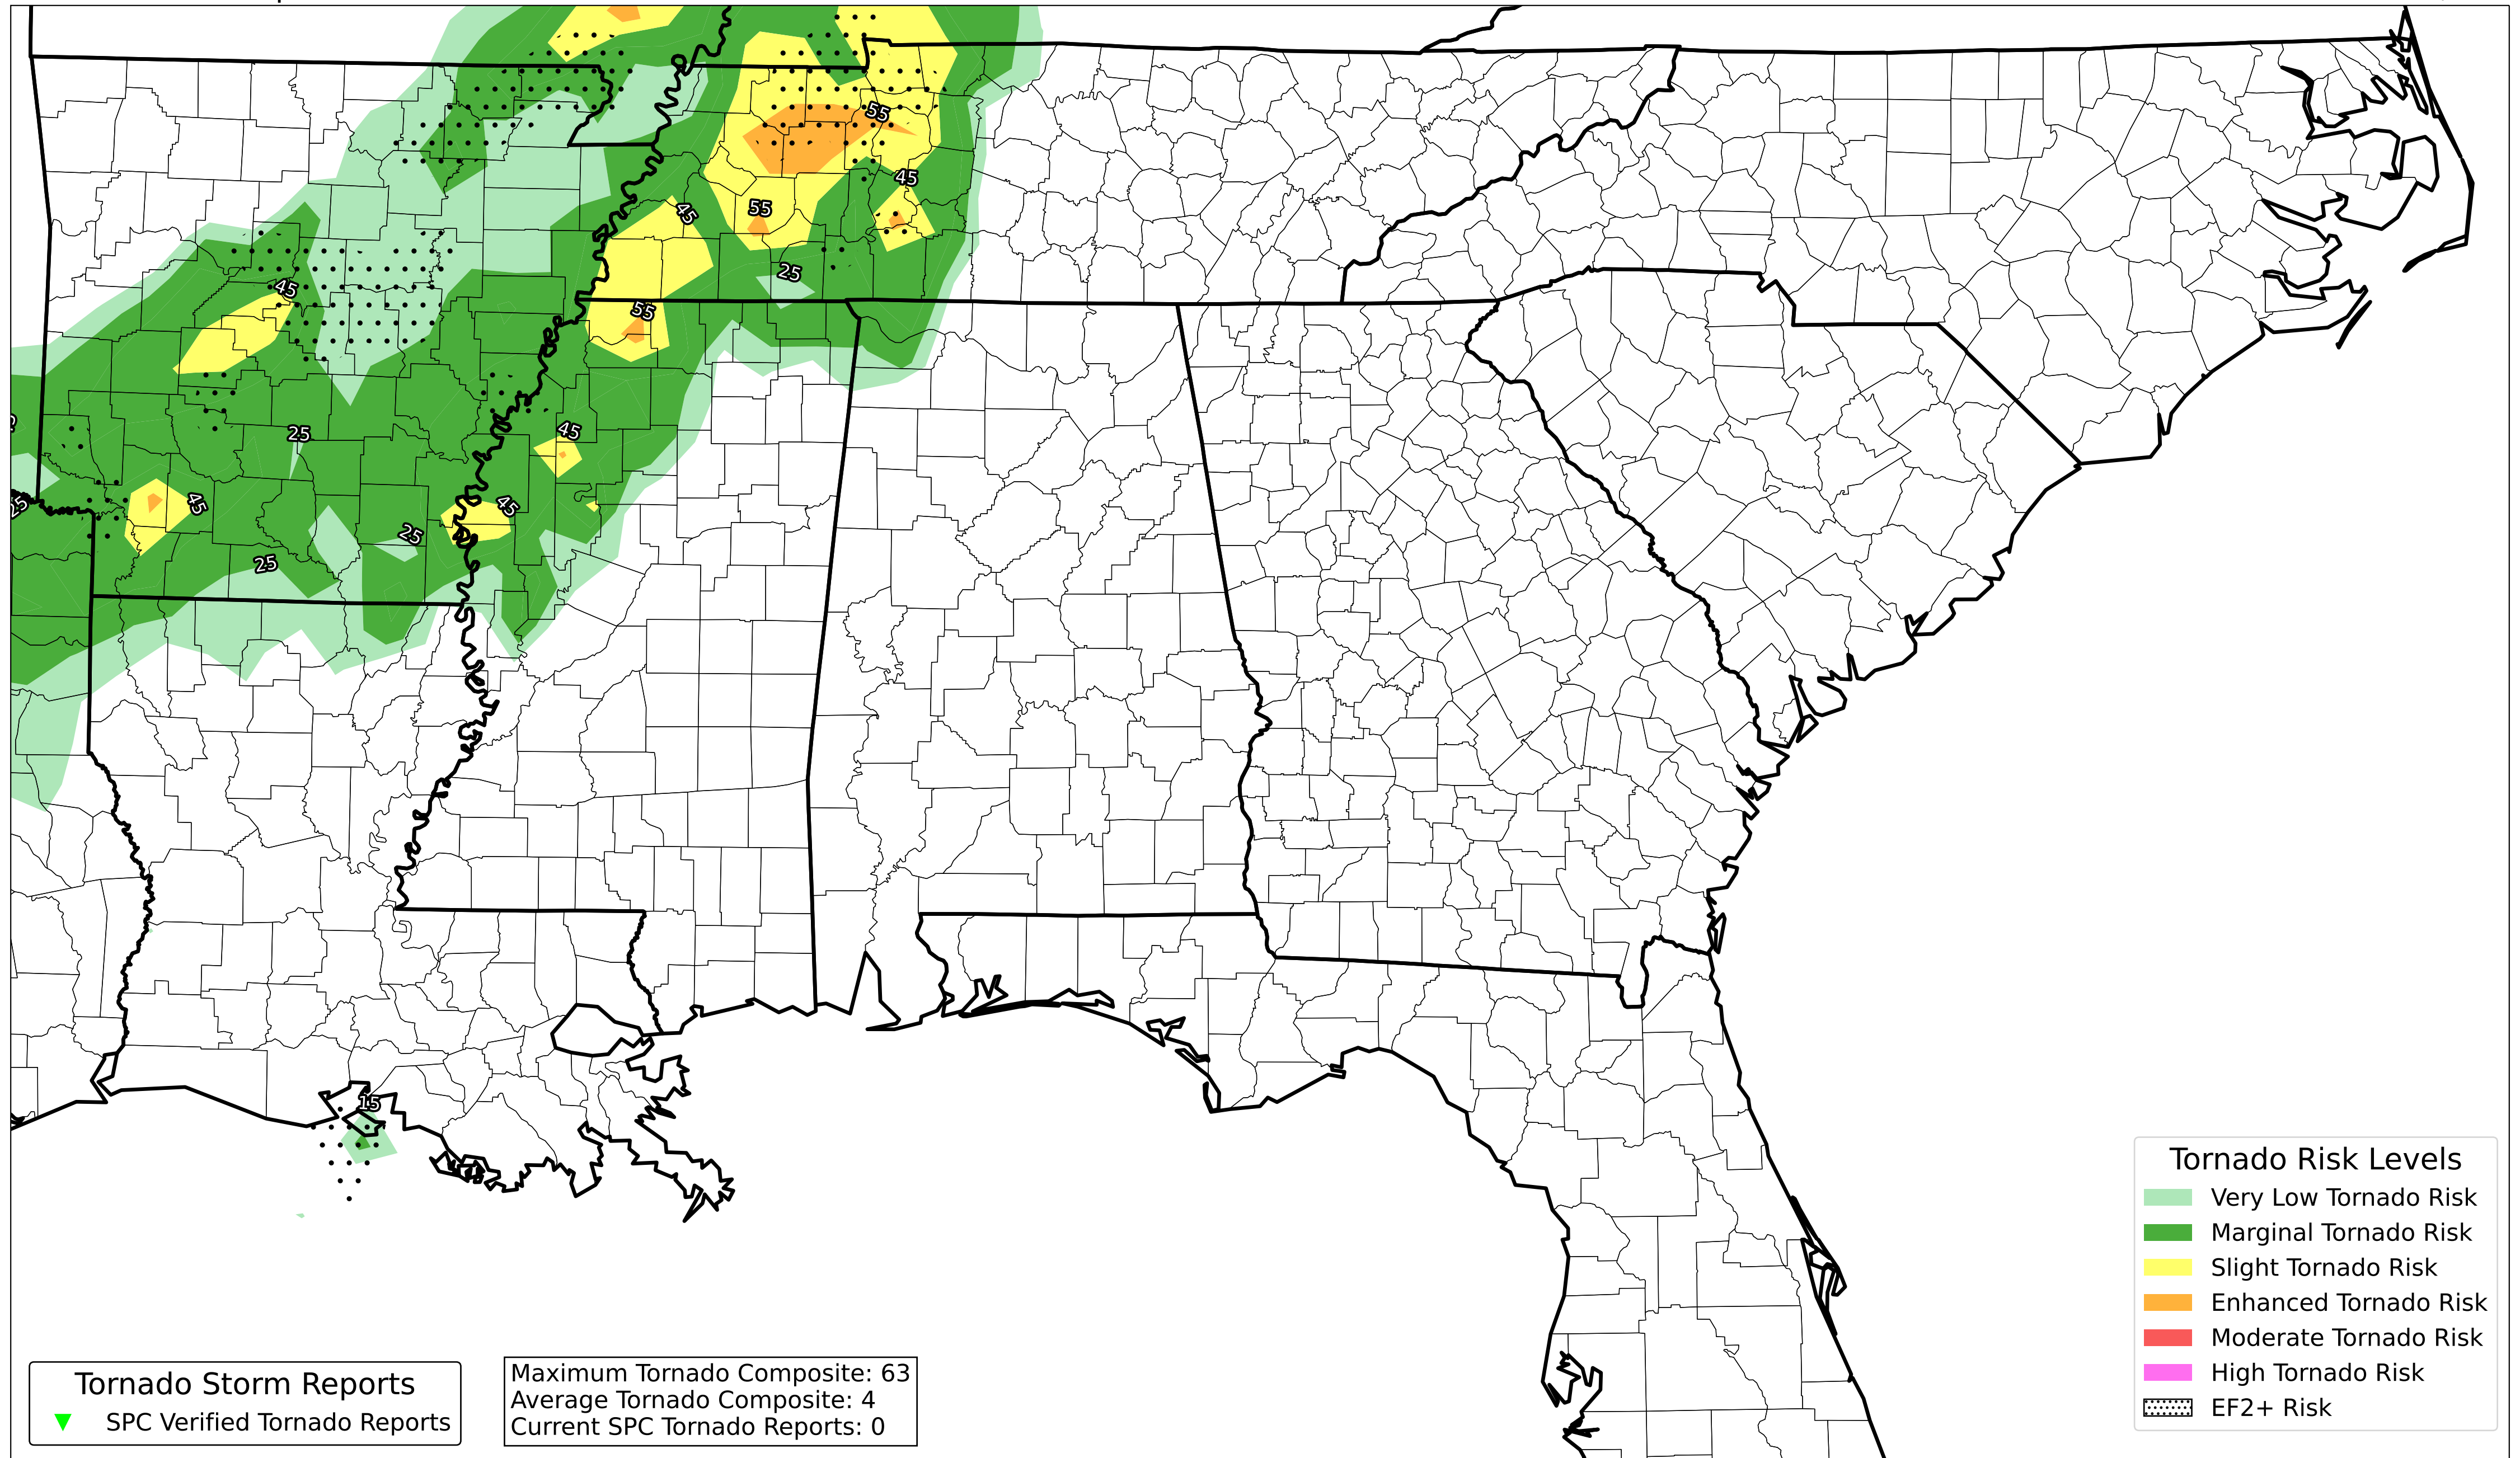 55
45
55
45
25
45
55
25
45
45
45
25
25
25
15
Tornado Risk Levels
Very Low Tornado Risk
Marginal Tornado Risk
Slight Tornado Risk
Enhanced Tornado Risk
Moderate Tornado Risk
High Tornado Risk
EF2+ Risk
Tornado Storm Reports
SPC Verified Tornado Reports
Maximum Tornado Composite: 63
Average Tornado Composite: 4
Current SPC Tornado Reports: 0